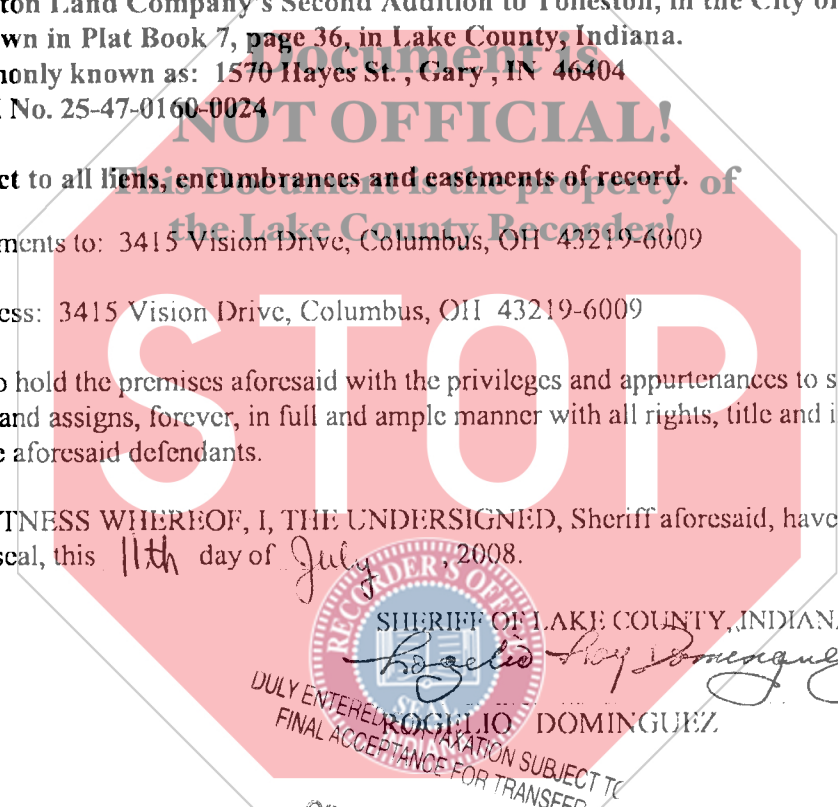 ton Land Company's Second Addition to Tolleston, in the City of
wn in Plat Book 7, page 36, in Lake County, Indiana.
Document is
nonly known as: 1570 Hayes St. , Gary , IN 46404
No. 25-47-0160-0024
NOT OFFICIAL!
ct to all liens, encumbrances and easements of record.
This Document is the property of
the Lake County Recorder!
ments to: 3415 Vision Drive, Columbus, OH 43219-6009
ess: 3415 Vision Drive, Columbus, OH 43219-6009
STOP
o hold the premises aforesaid with the privileges and appurtenances to s
and assigns, forever, in full and ample manner with all rights, title and i
e aforesaid defendants.
TNESS WHEREOF, I, THE UNDERSIGNED, Sheriff aforesaid, have
seal, this 11th day of July , 2008.
RECORDER'S OFFICE
SHERIFF OF LAKE COUNTY, INDIANA
Rogelio Roy Dominguez
SEAL
INDIANA
ROGELIO DOMINGUEZ
DULY ENTERED FOR TAXATION SUBJECT TO
FINAL ACCEPTANCE FOR TRANSFER